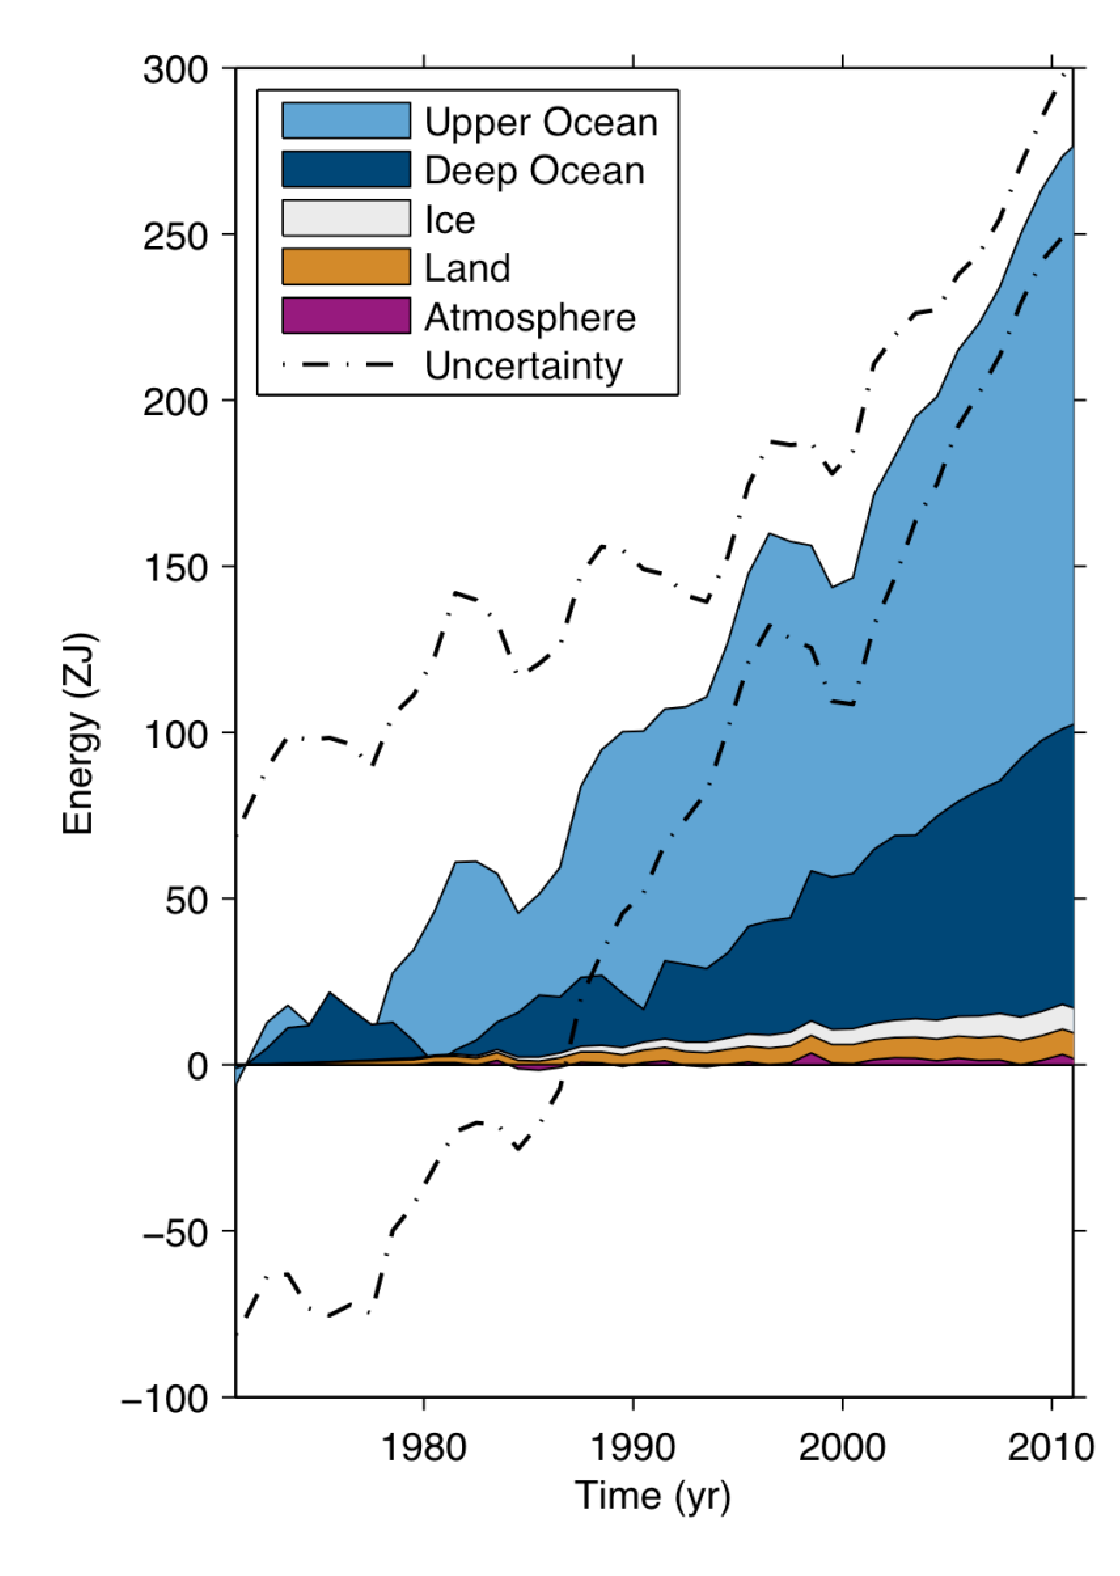 300
250
200
150
100
50
0
−50
−100
Energy (ZJ)
Upper Ocean
Deep Ocean
Ice
Land
Atmosphere
Uncertainty
1980 1990 2000 2010
Time (yr)